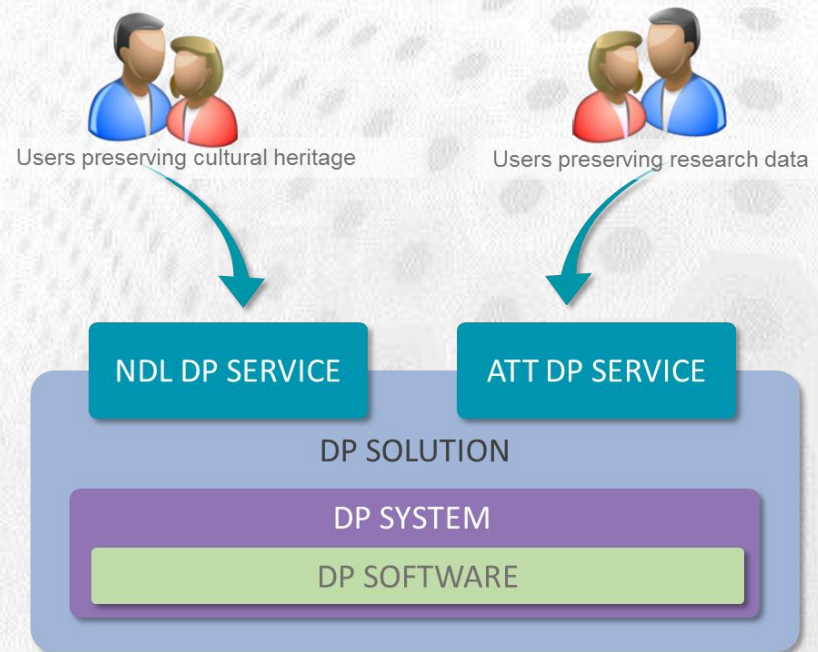 Users preserving cultural heritage
Users preserving research data
NDL DP SERVICE
ATT DP SERVICE
DP SOLUTION
DP SYSTEM
DP SOFTWARE